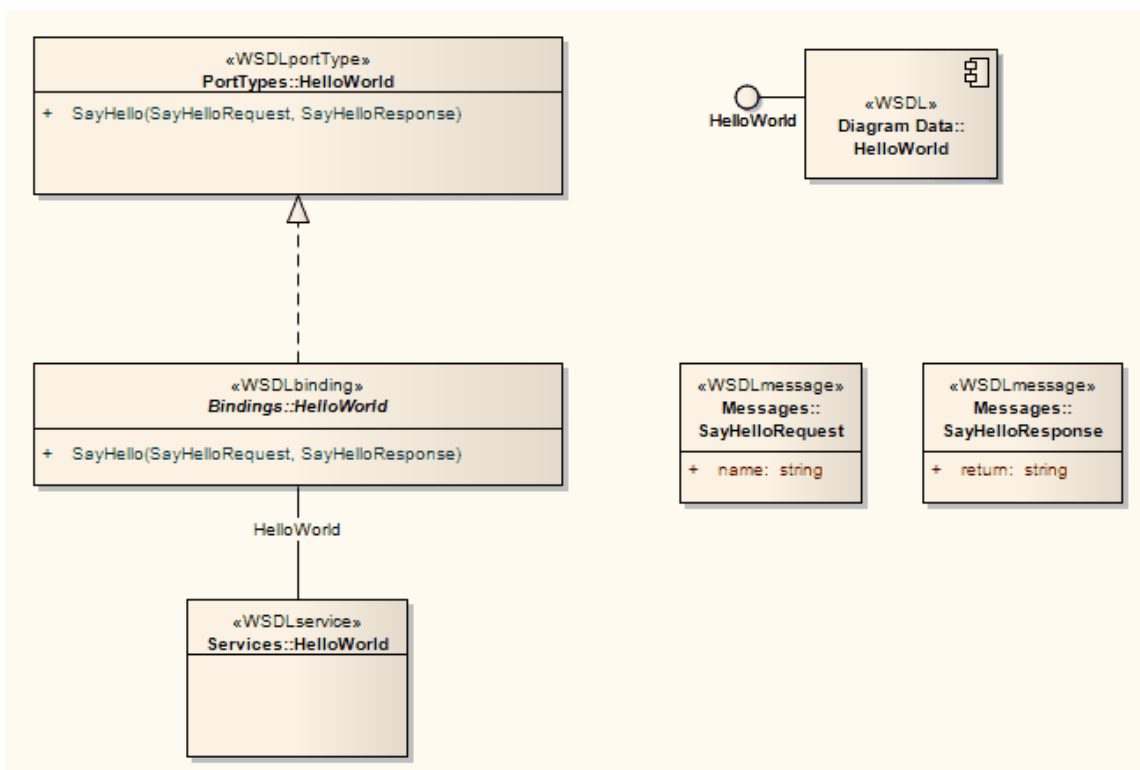 «WSDLportType»
PortTypes::HelloWorld
+ SayHello(SayHelloRequest, SayHelloResponse)
HelloWorld
«WSDL»
Diagram Data::
HelloWorld
«WSDLbinding»
Bindings::HelloWorld
+ SayHello(SayHelloRequest, SayHelloResponse)
«WSDLmessage»
Messages::
SayHelloRequest
+ name: string
«WSDLmessage»
Messages::
SayHelloResponse
+ return: string
HelloWorld
«WSDLservice»
Services::HelloWorld